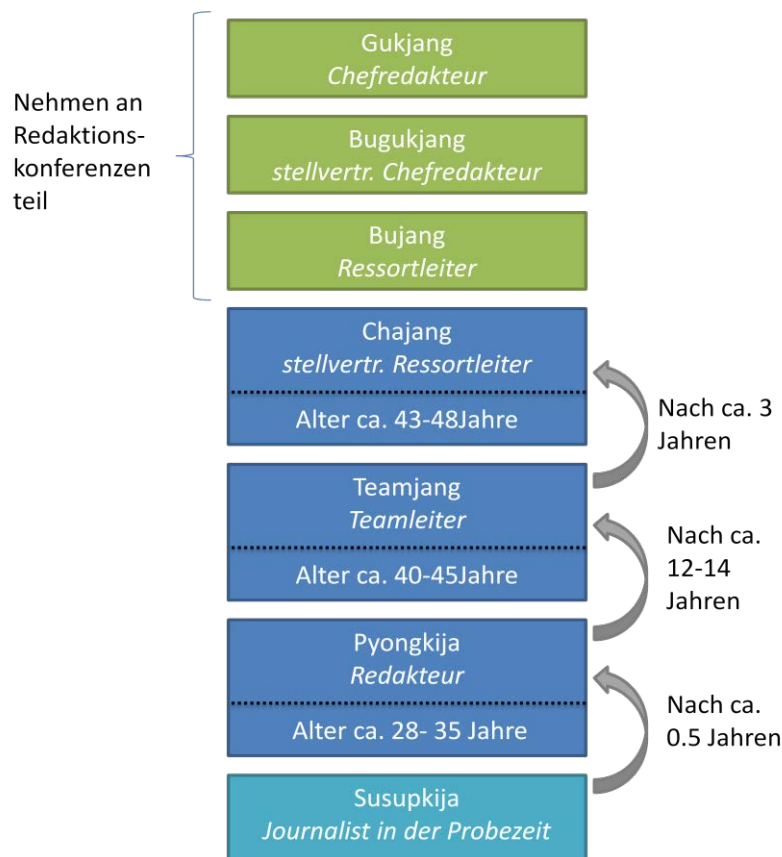 Gukjang
Chefredakteur
Nehmen an
Redaktions-
konferenzen
teil
Bugukjang
stellvertr. Chefredakteur
Bujang
Ressortleiter
Chajang
stellvertr. Ressortleiter
Alter ca. 43-48Jahre
Nach ca. 3
Jahren
Teamjang
Teamleiter
Alter ca. 40-45Jahre
Nach ca.
12-14
Jahren
Pyongkija
Redakteur
Alter ca. 28- 35 Jahre
Nach ca.
0.5 Jahren
Susupkija
Journalist in der Probezeit